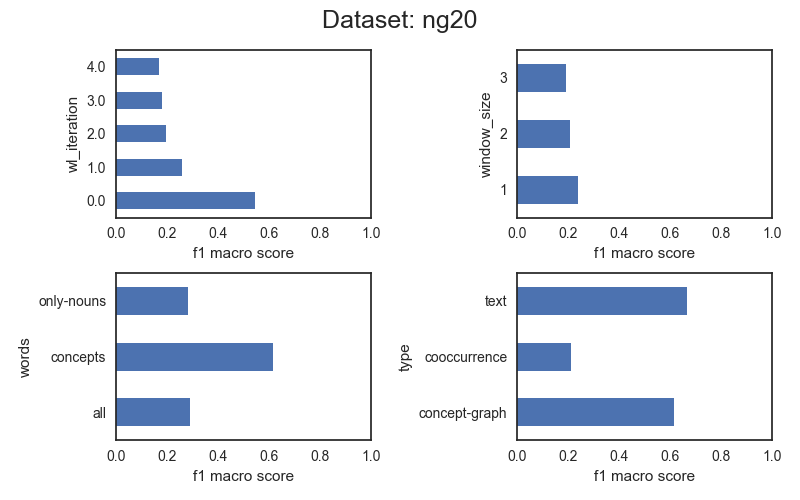 Dataset: ng20
wl_iteration
4.0
3.0
2.0
1.0
0.0
0.0 0.2 0.4 0.6 0.8 1.0
f1 macro score
window_size
3
2
1
0.0 0.2 0.4 0.6 0.8 1.0
f1 macro score
words
only-nouns
concepts
all
0.0 0.2 0.4 0.6 0.8 1.0
f1 macro score
type
text
cooccurrence
concept-graph
0.0 0.2 0.4 0.6 0.8 1.0
f1 macro score